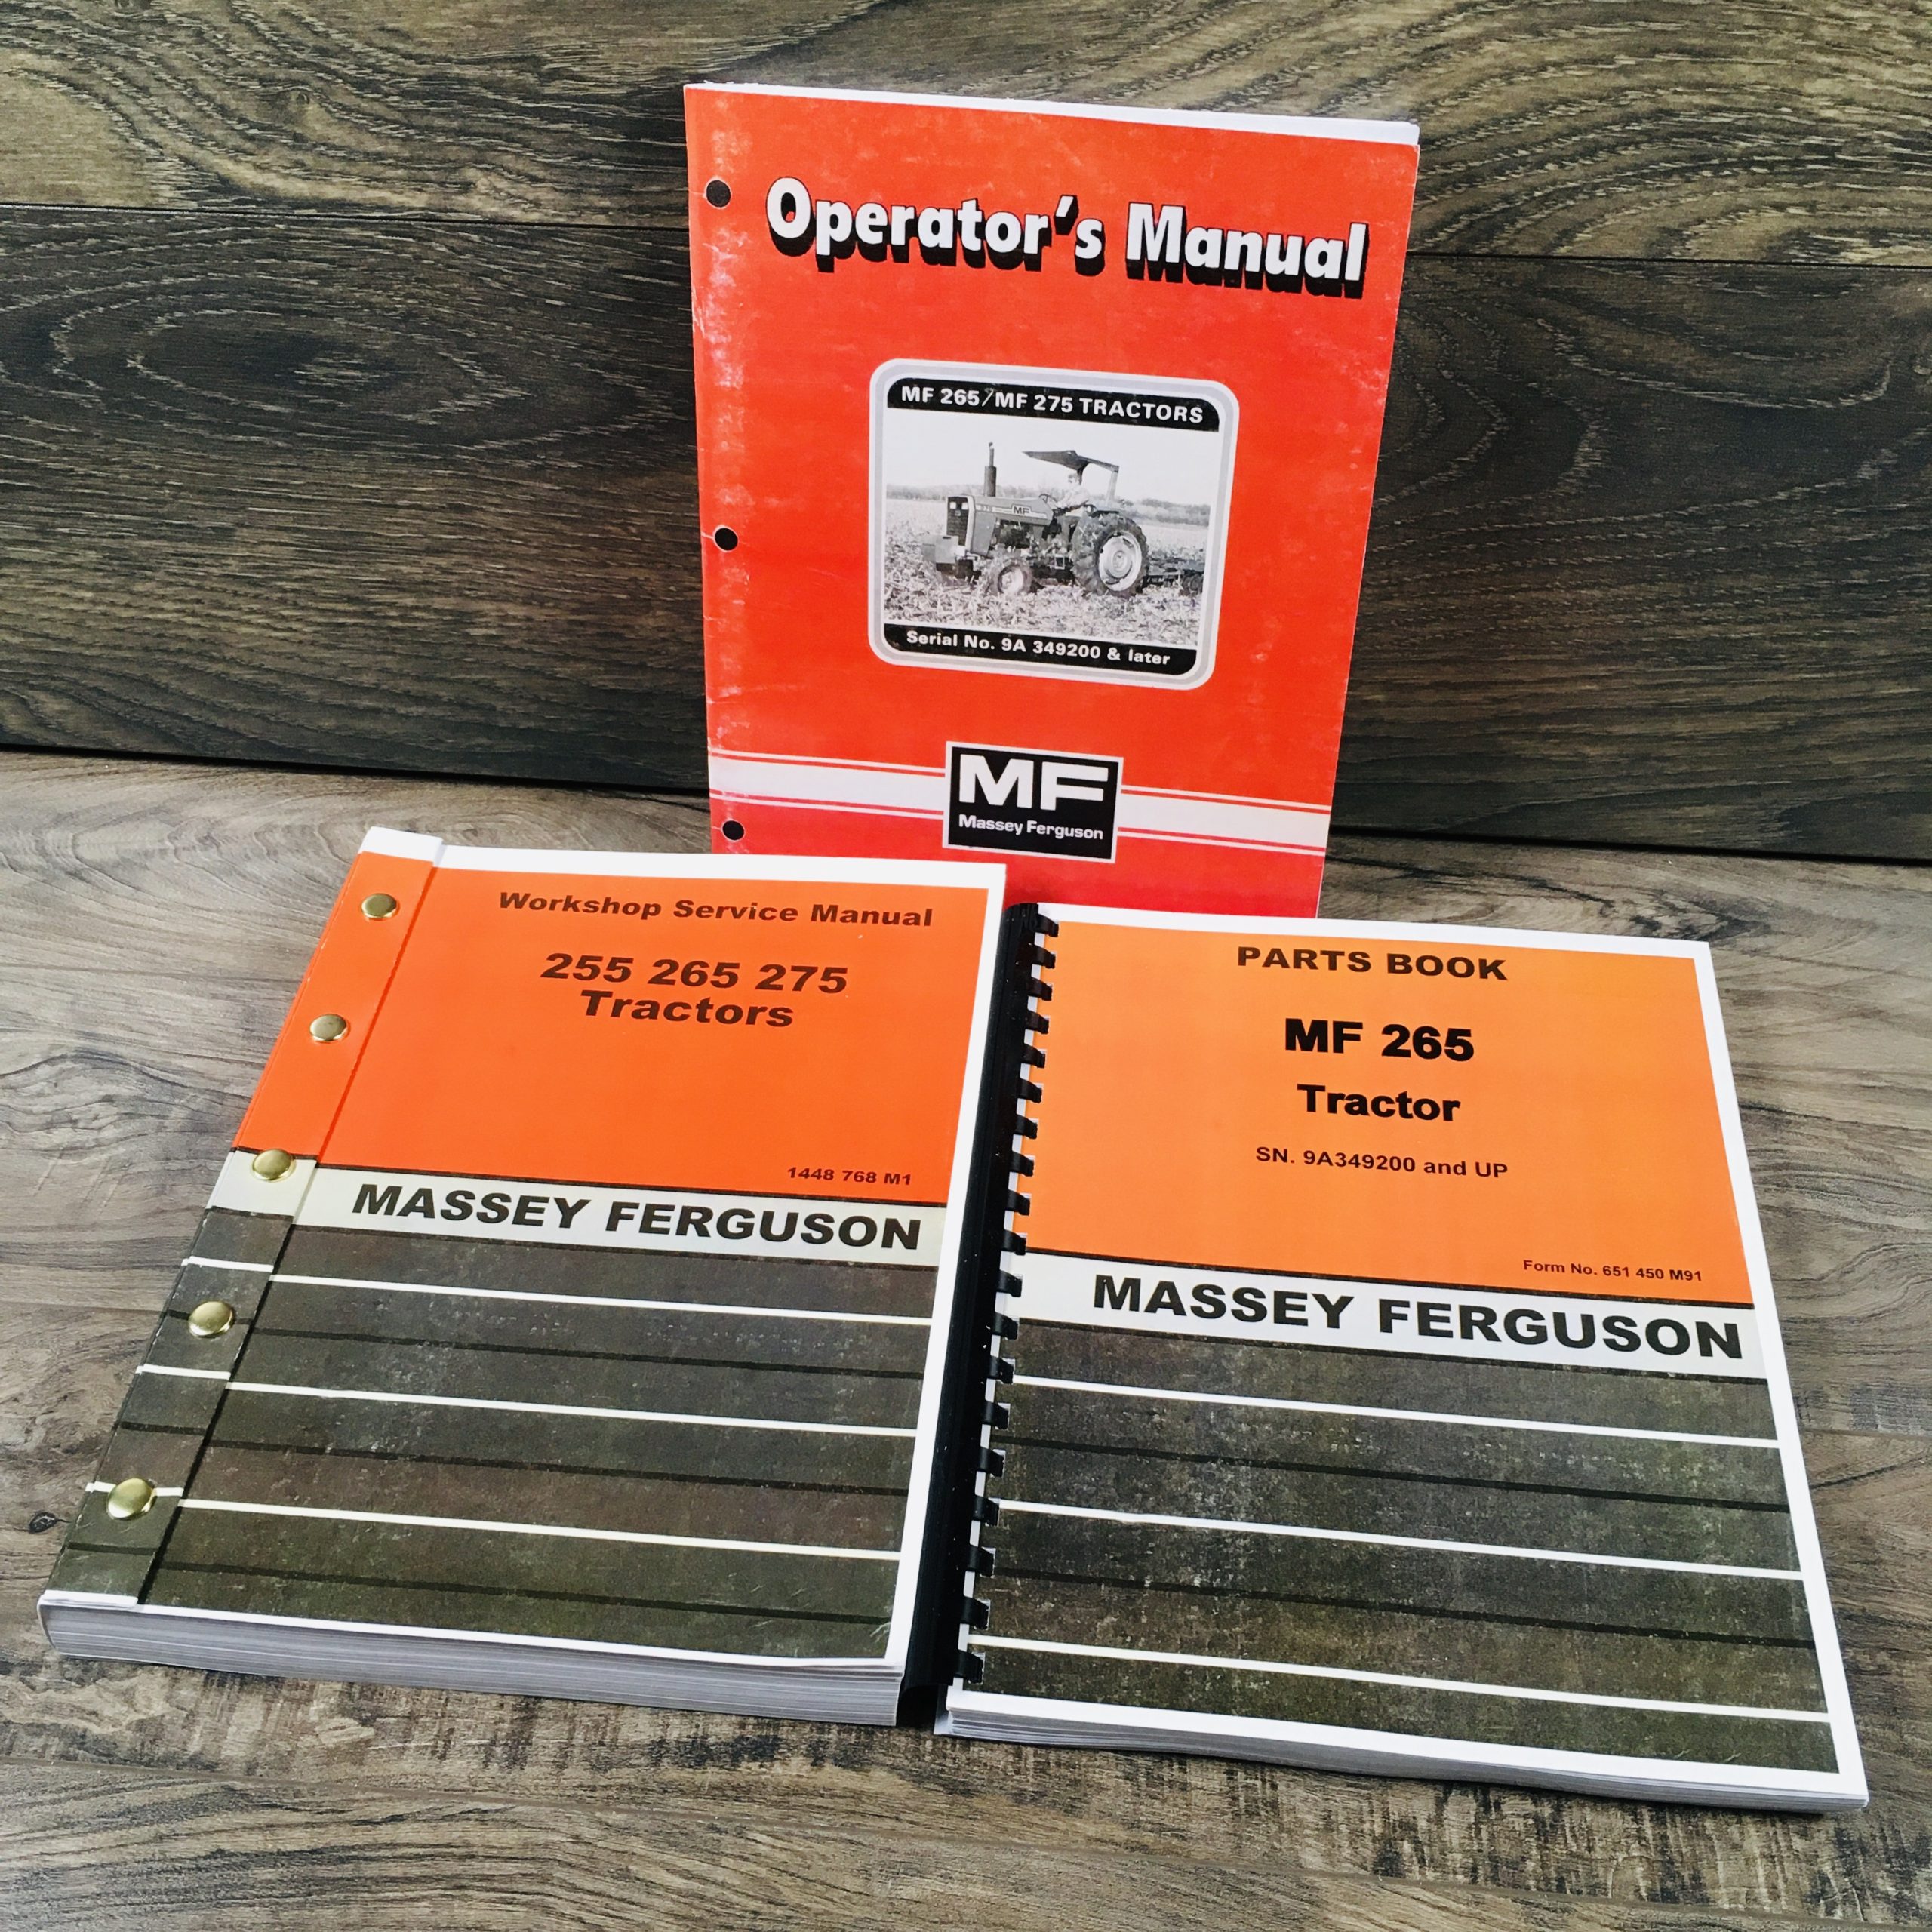 Operator's Manual
MF 265/MF 275 TRACTORS
MF
Serial No. 9A 349200 & later
MF
Massey Ferguson
Workshop Service Manual
255 265 275
Tractors
1448 768 M1
MASSEY FERGUSON
PARTS BOOK
MF 265
Tractor
SN. 9A349200 and UP
Form No. 651 450 M91
MASSEY FERGUSON